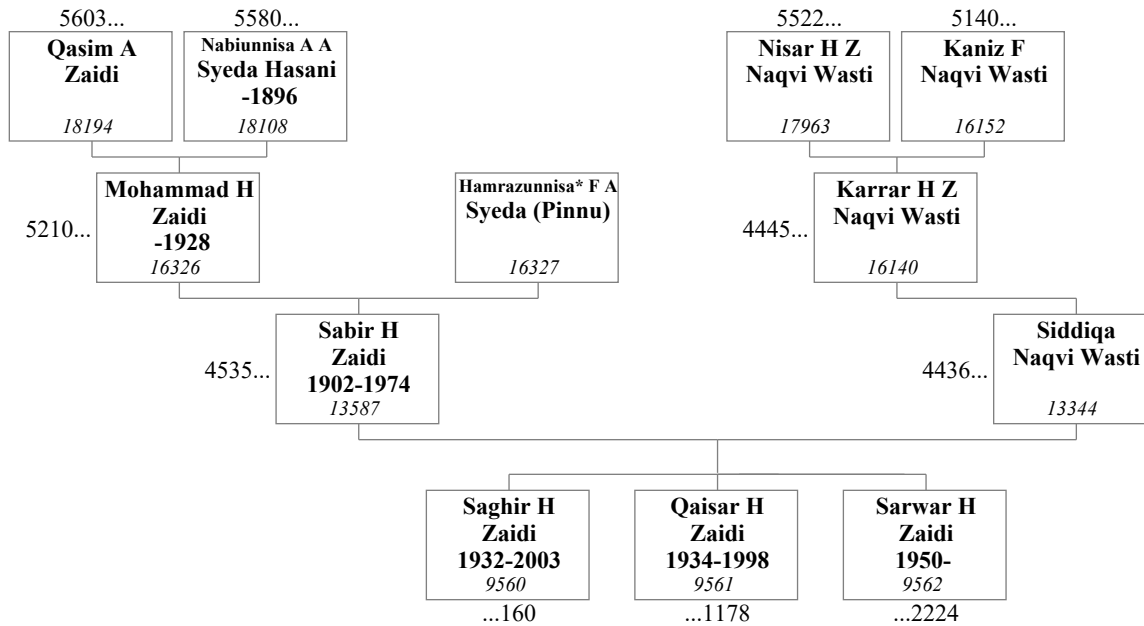 5603...
5580...
5522...
5140...
Qasim A
Zaidi
18194
Nabiunnisa A A
Syeda Hasani
-1896
18108
Nisar H Z
Naqvi Wasti
17963
Kaniz F
Naqvi Wasti
16152
5210...
Mohammad H
Zaidi
-1928
16326
Hamrazunnisa* F A
Syeda (Pinnu)
16327
4445...
Karrar H Z
Naqvi Wasti
16140
4535...
Sabir H
Zaidi
1902-1974
13587
4436...
Siddiqa
Naqvi Wasti
13344
Saghir H
Zaidi
1932-2003
9560
...160
Qaisar H
Zaidi
1934-1998
9561
...1178
Sarwar H
Zaidi
1950-
9562
...2224